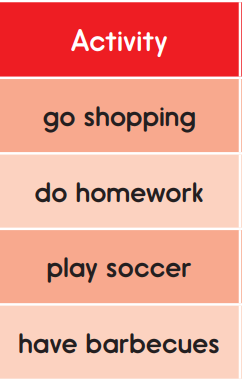 Activity
go shopping
do homework
play soccer
have barbecues